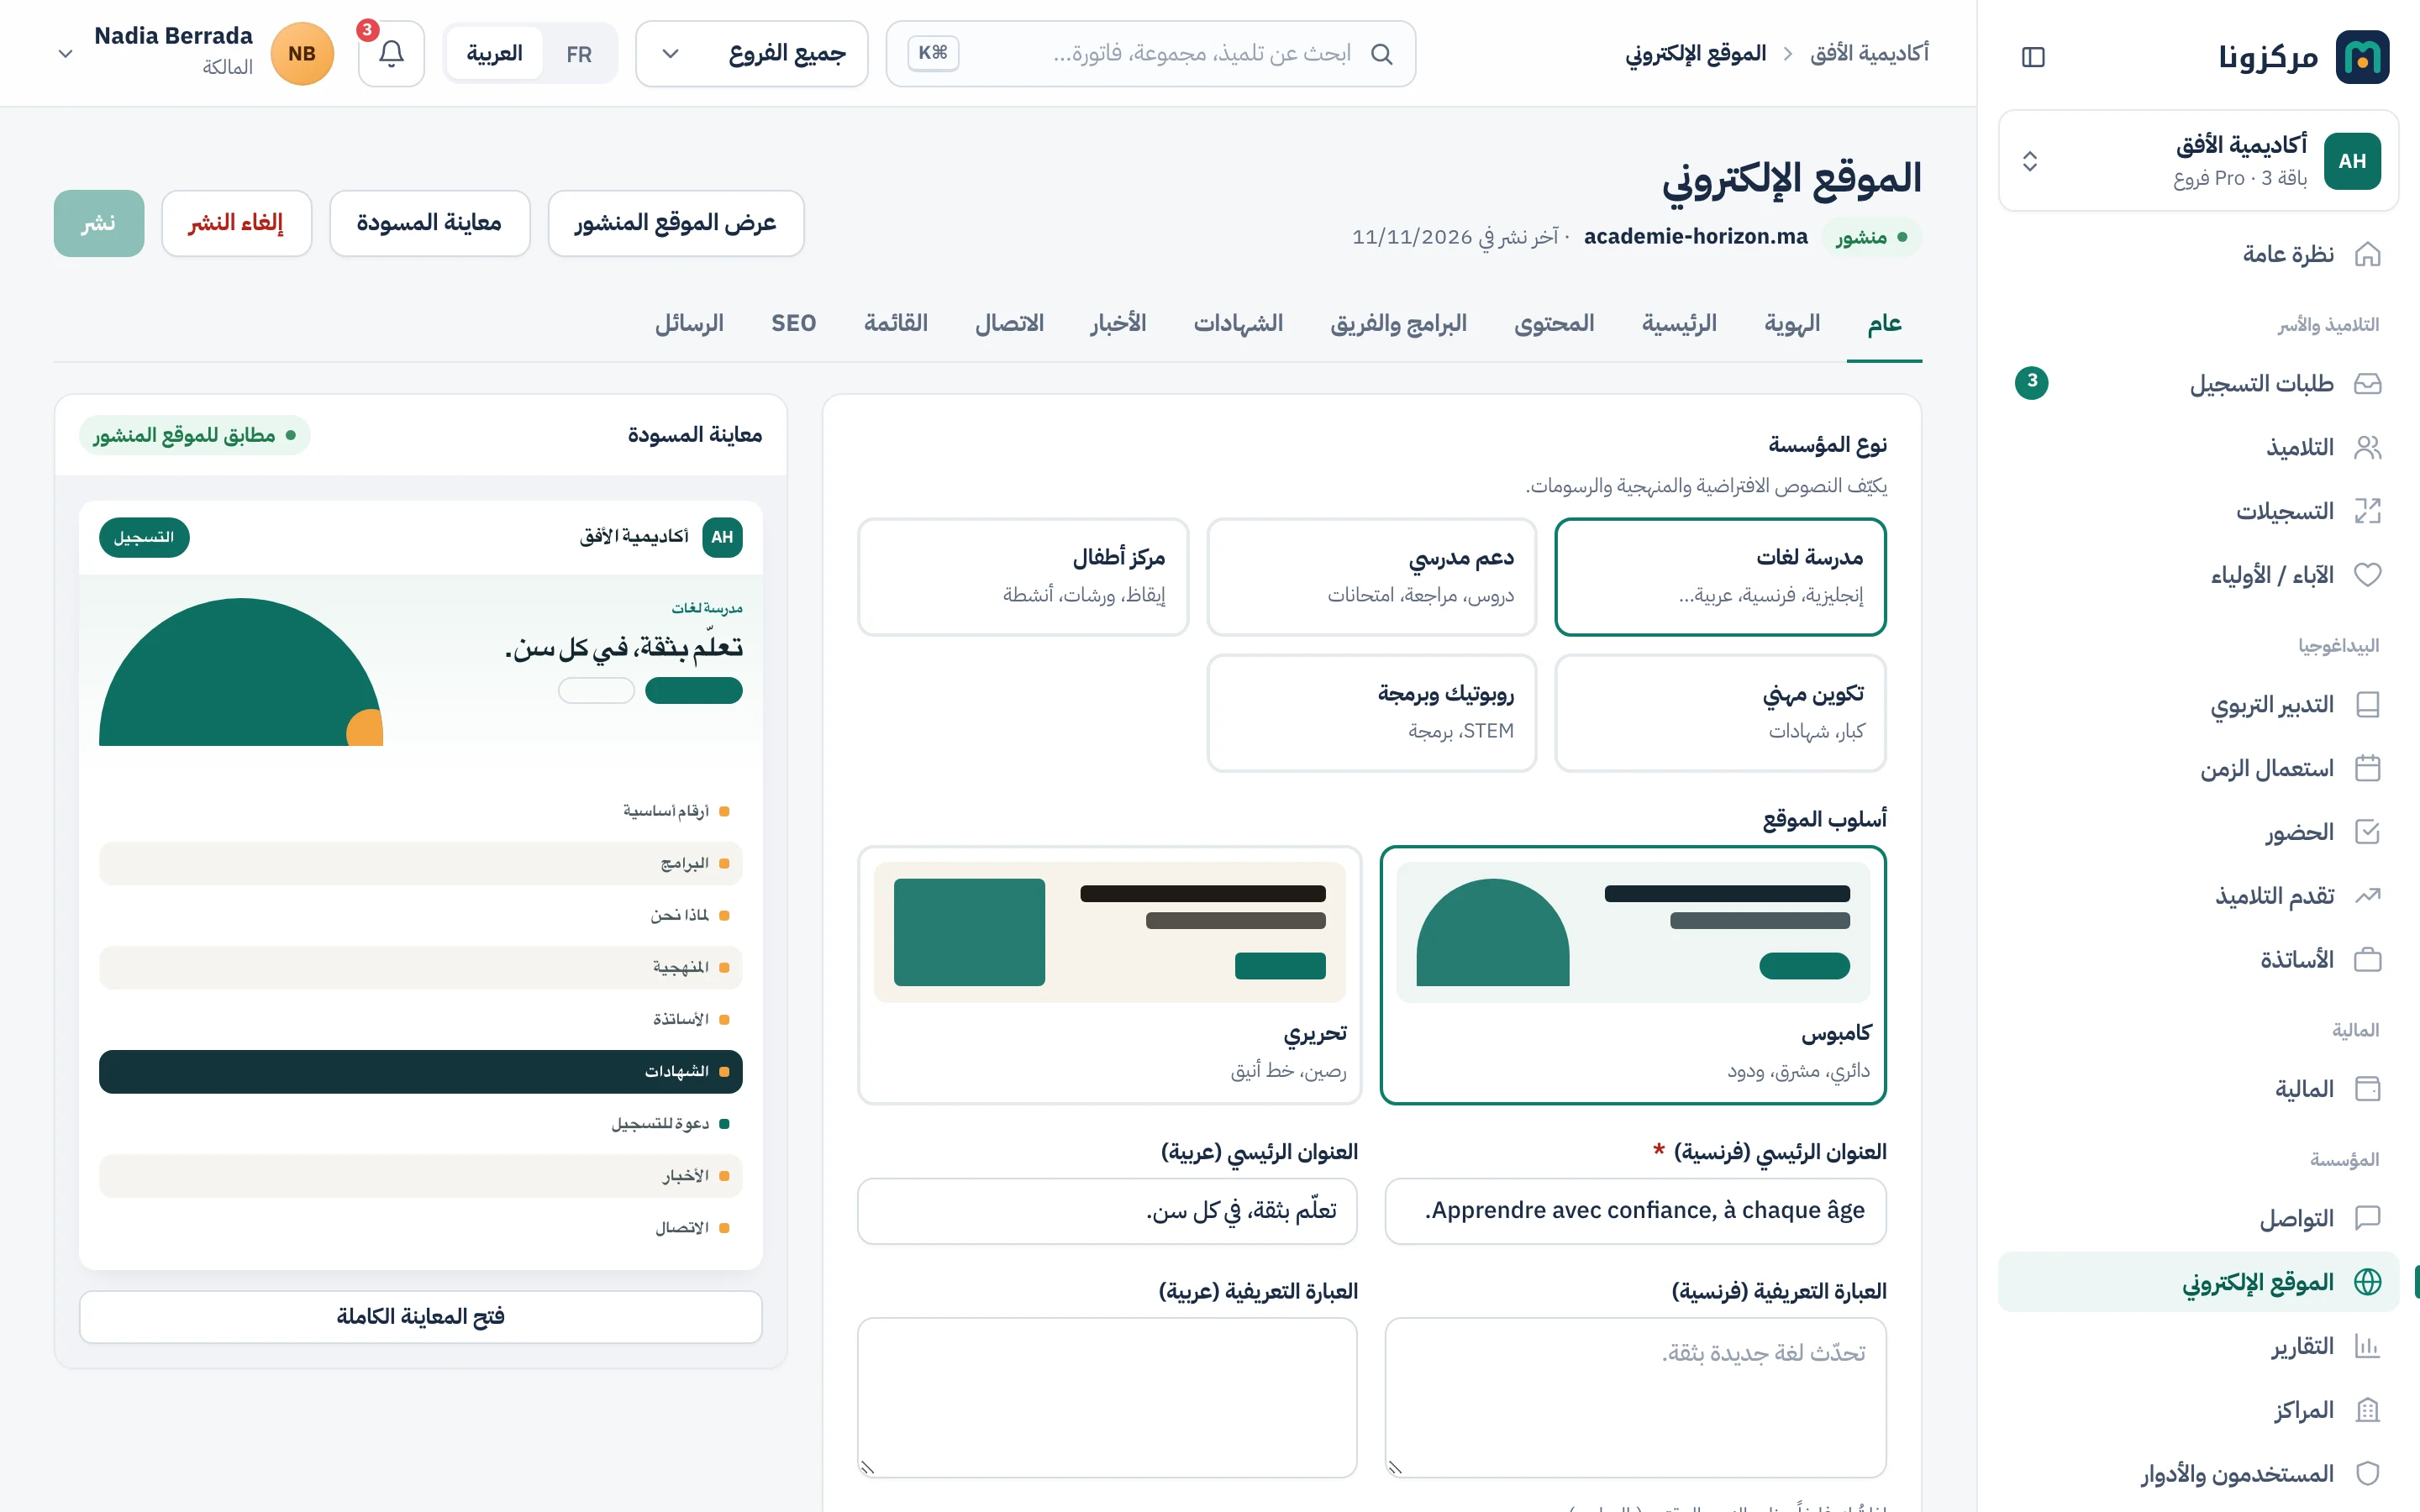 مركزونا
أكاديمية الأفق
AH
باقة Pro · 3 فروع
نظرة عامة
التلاميذ والأسر
طلبات التسجيل
3
التلاميذ
التسجيلات
الآباء / الأولياء
البيداغوجيا
التدبير التربوي
استعمال الزمن
الحضور
تقدم التلاميذ
الأساتذة
المالية
المالية
المؤسسة
التواصل
الموقع الإلكتروني
التقارير
المراكز
المستخدمون والأدوار
أكاديمية الأفق
الموقع الإلكتروني
ابحث عن تلميذ، مجموعة، فاتورة...
⌘K
جميع الفروع
FR
العربية
3
NB
Nadia Berrada
المالكة
الموقع الإلكتروني
منشور
academie-horizon.ma
· آخر نشر في 11/11/2026
عرض الموقع المنشور
معاينة المسودة
إلغاء النشر
نشر
عام
الهوية
الرئيسية
المحتوى
البرامج والفريق
الشهادات
الأخبار
الاتصال
القائمة
SEO
الرسائل
نوع المؤسسة
يكيّف النصوص الافتراضية والمنهجية والرسومات.
مدرسة لغات
إنجليزية، فرنسية، عربية...
دعم مدرسي
دروس، مراجعة، امتحانات
مركز أطفال
إيقاظ، ورشات، أنشطة
تكوين مهني
كبار، شهادات
روبوتيك وبرمجة
STEM، برمجة
أسلوب الموقع
كامبوس
دائري، مشرق، ودود
تحريري
رصين، خط أنيق
العنوان الرئيسي (فرنسية) *
Apprendre avec confiance, à chaque âge.
العنوان الرئيسي (عربية)
تعلّم بثقة، في كل سن.
العبارة التعريفية (فرنسية)
تحدّث لغة جديدة بثقة.
العبارة التعريفية (عربية)
معاينة المسودة
مطابق للموقع المنشور
AH
أكاديمية الأفق
التسجيل
مدرسة لغات
تعلّم بثقة، في كل سن.
أرقام أساسية
البرامج
لماذا نحن
المنهجية
الأساتذة
الشهادات
دعوة للتسجيل
الأخبار
الاتصال
فتح المعاينة الكاملة